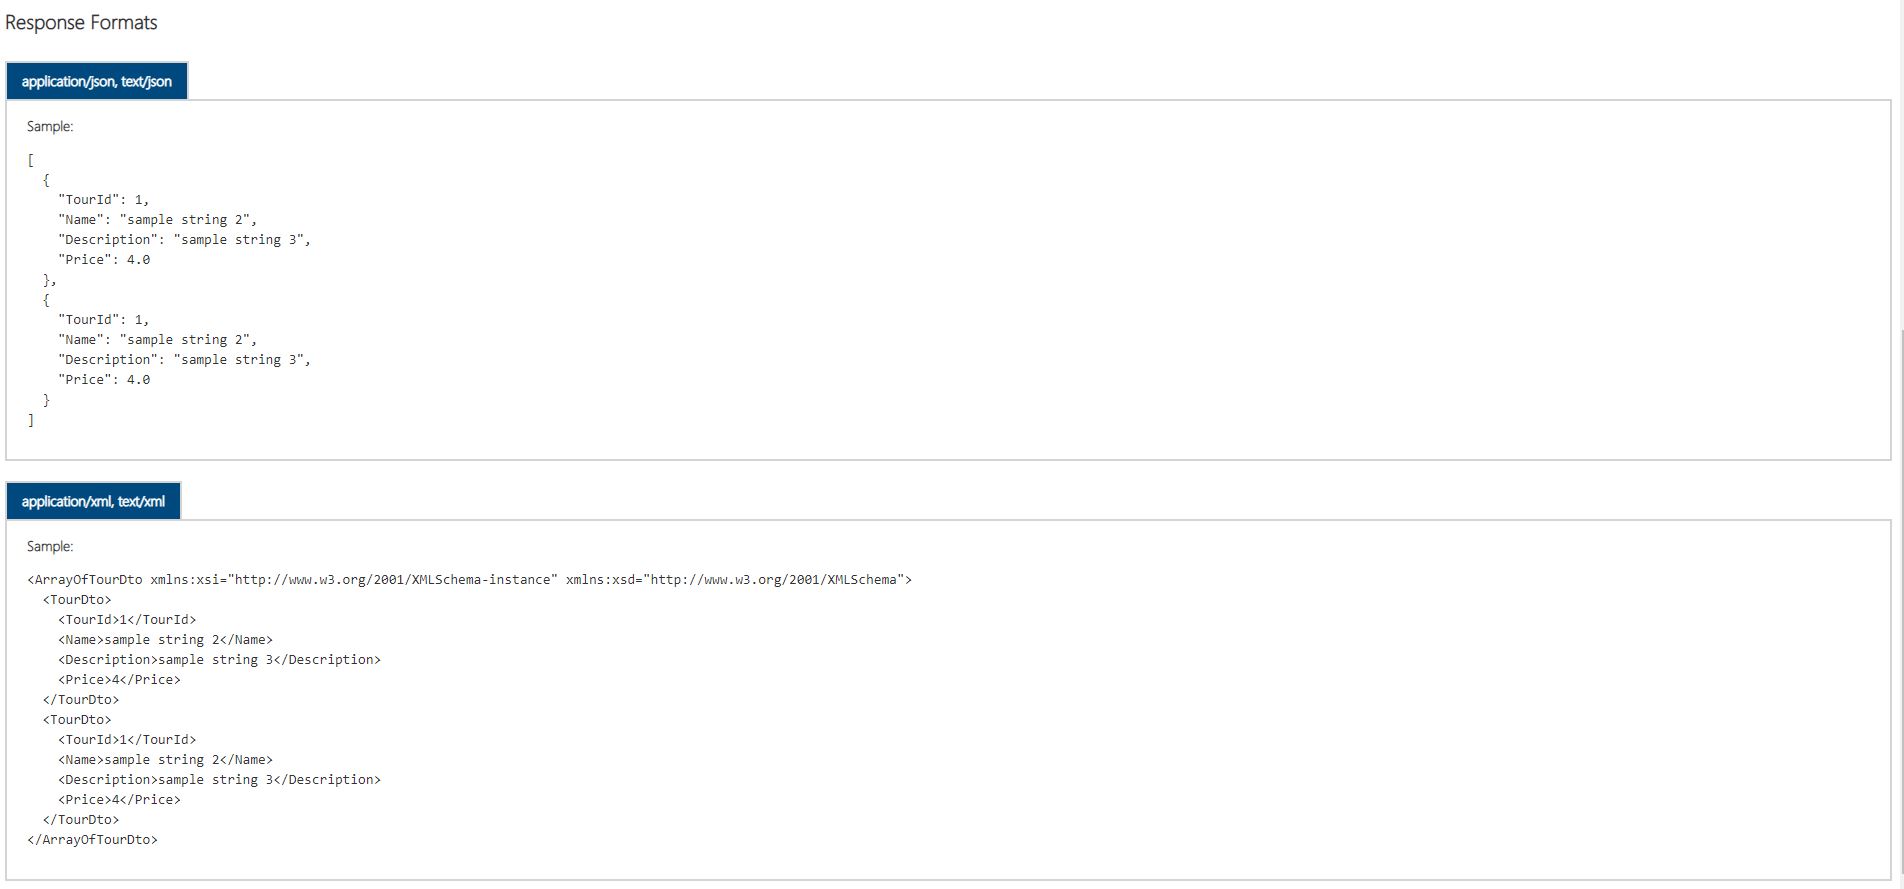 Response Formats
application/json, text/json
Sample:
[
  {
    "TourId": 1,
    "Name": "sample string 2",
    "Description": "sample string 3",
    "Price": 4.0
  },
  {
    "TourId": 1,
    "Name": "sample string 2",
    "Description": "sample string 3",
    "Price": 4.0
  }
]
application/xml, text/xml
Sample:
<ArrayOfTourDto xmlns:xsi="http://www.w3.org/2001/XMLSchema-instance" xmlns:xsd="http://www.w3.org/2001/XMLSchema">
  <TourDto>
    <TourId>1</TourId>
    <Name>sample string 2</Name>
    <Description>sample string 3</Description>
    <Price>4</Price>
  </TourDto>
  <TourDto>
    <TourId>1</TourId>
    <Name>sample string 2</Name>
    <Description>sample string 3</Description>
    <Price>4</Price>
  </TourDto>
</ArrayOfTourDto>